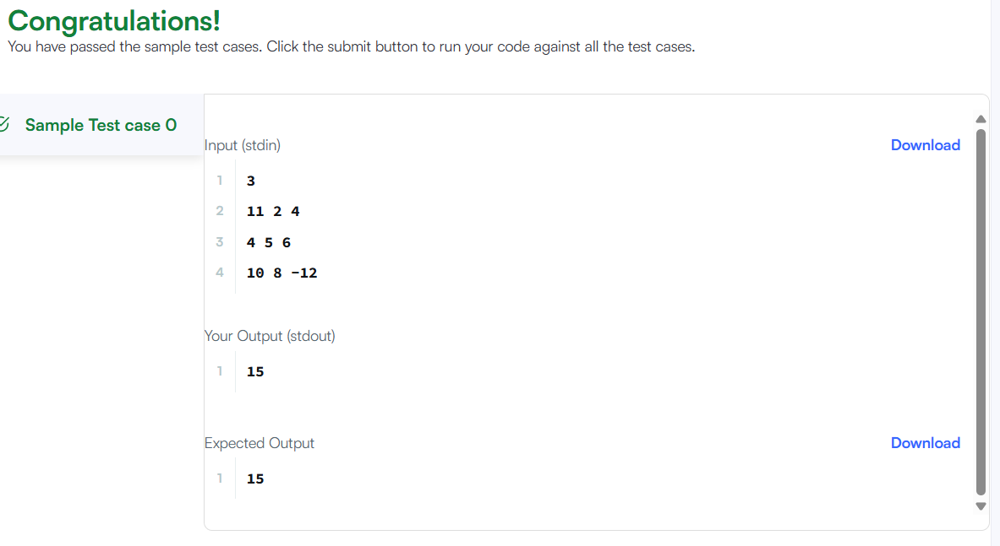 Congratulations!
You have passed the sample test cases. Click the submit button to run your code against all the test cases.
Sample Test case 0
Input (stdin)
Download
1 3
2 11 2 4
3 4 5 6
4 10 8 -12
Your Output (stdout)
1 15
Expected Output
Download
1 15